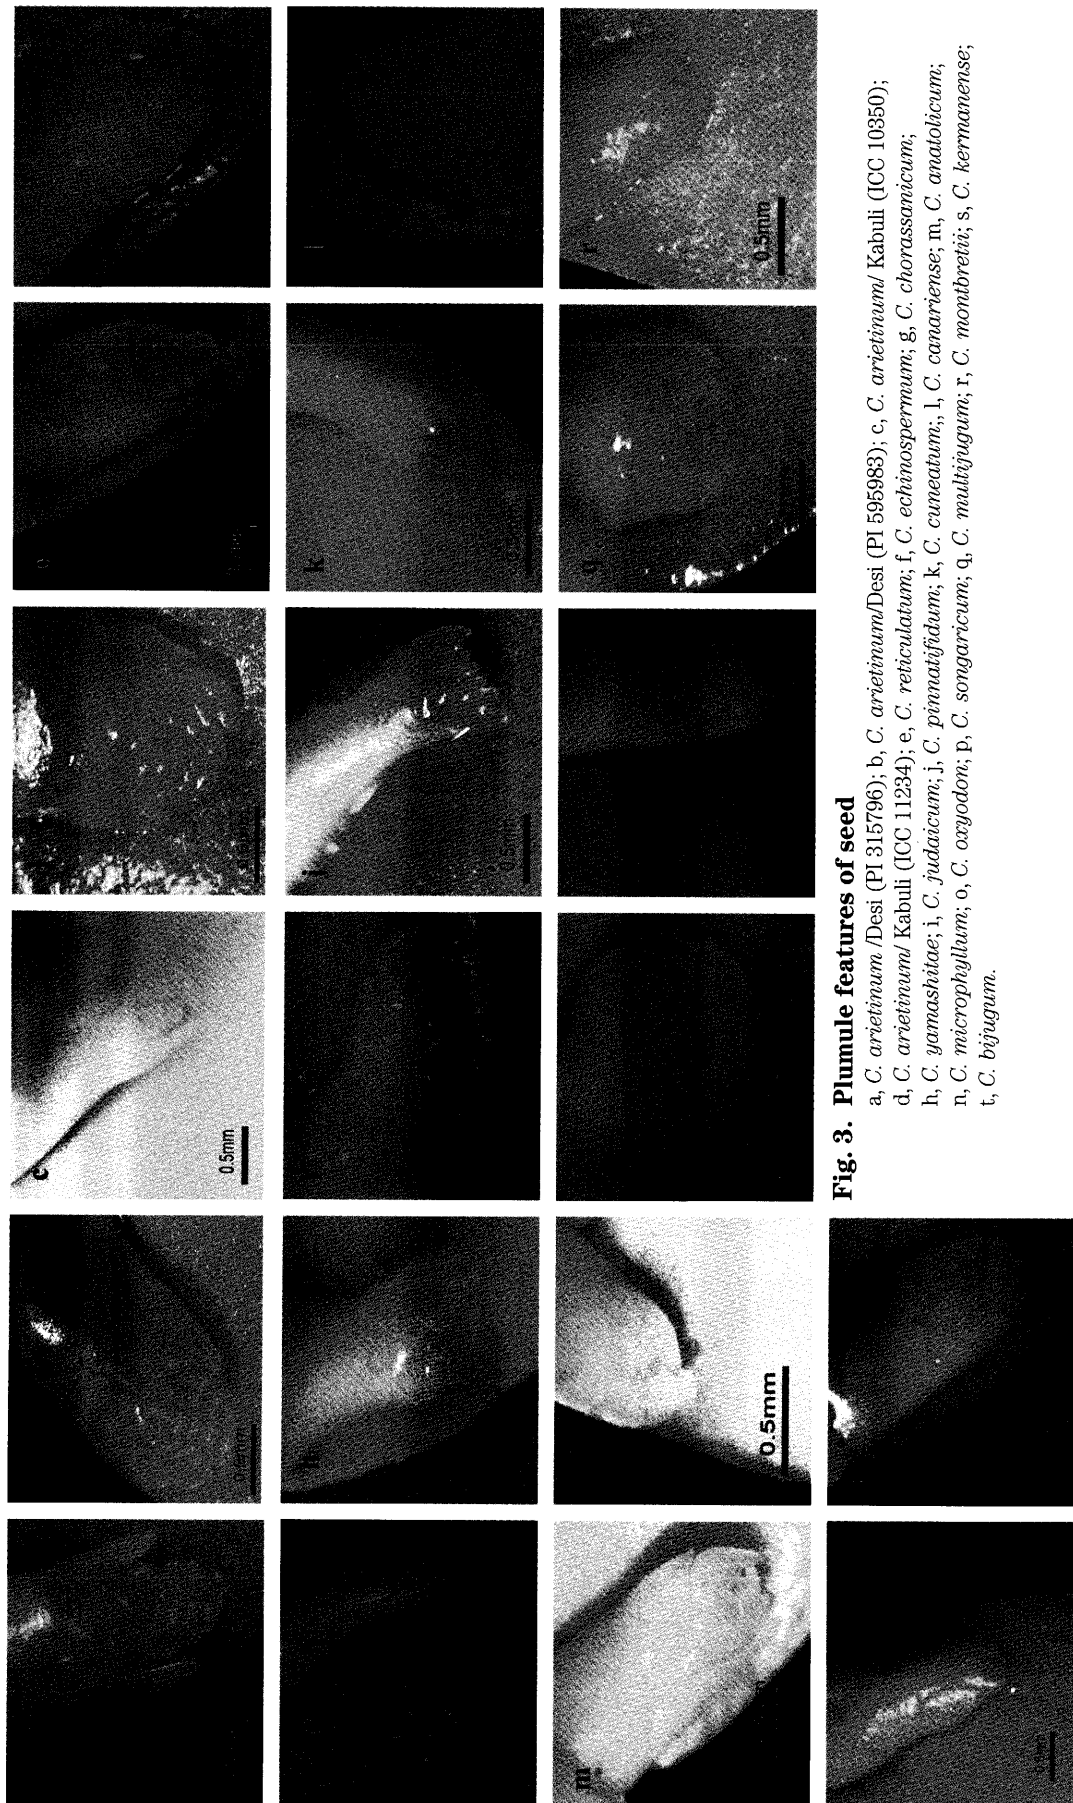 c
0.5mm
i
0.5mm
k
q
r
0.5mm
m
0.5mm
Fig. 3. Plumule features of seed
a, C. arietinum /Desi (PI 315796); b, C. arietinum/Desi (PI 595983); c, C. arietinum/ Kabuli (ICC 10350);
d, C. arietinum/ Kabuli (ICC 11234); e, C. reticulatum; f, C. echinospermum; g, C. chorassanicum;
h, C. yamashitae; i, C. judaicum; j, C. pinnatifidum; k, C. cuneatum;, l, C. canariense; m, C. anatolicum;
n, C. microphyllum; o, C. oxyodon; p, C. songaricum; q, C. multijugum; r, C. montbretii; s, C. kermanense;
t, C. bijugum.